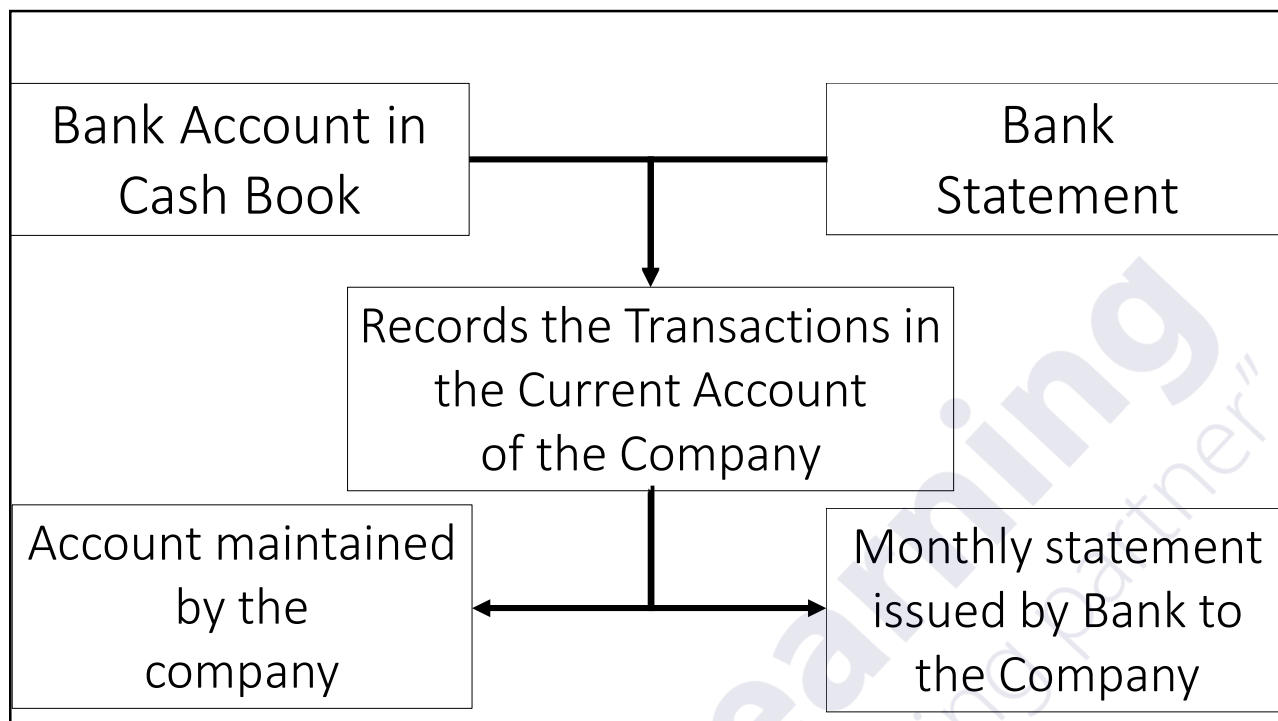 Bank Account in
Cash Book
Bank
Statement
Records the Transactions in
the Current Account
of the Company
Account maintained
by the
company
Monthly statement
issued by Bank to
the Company